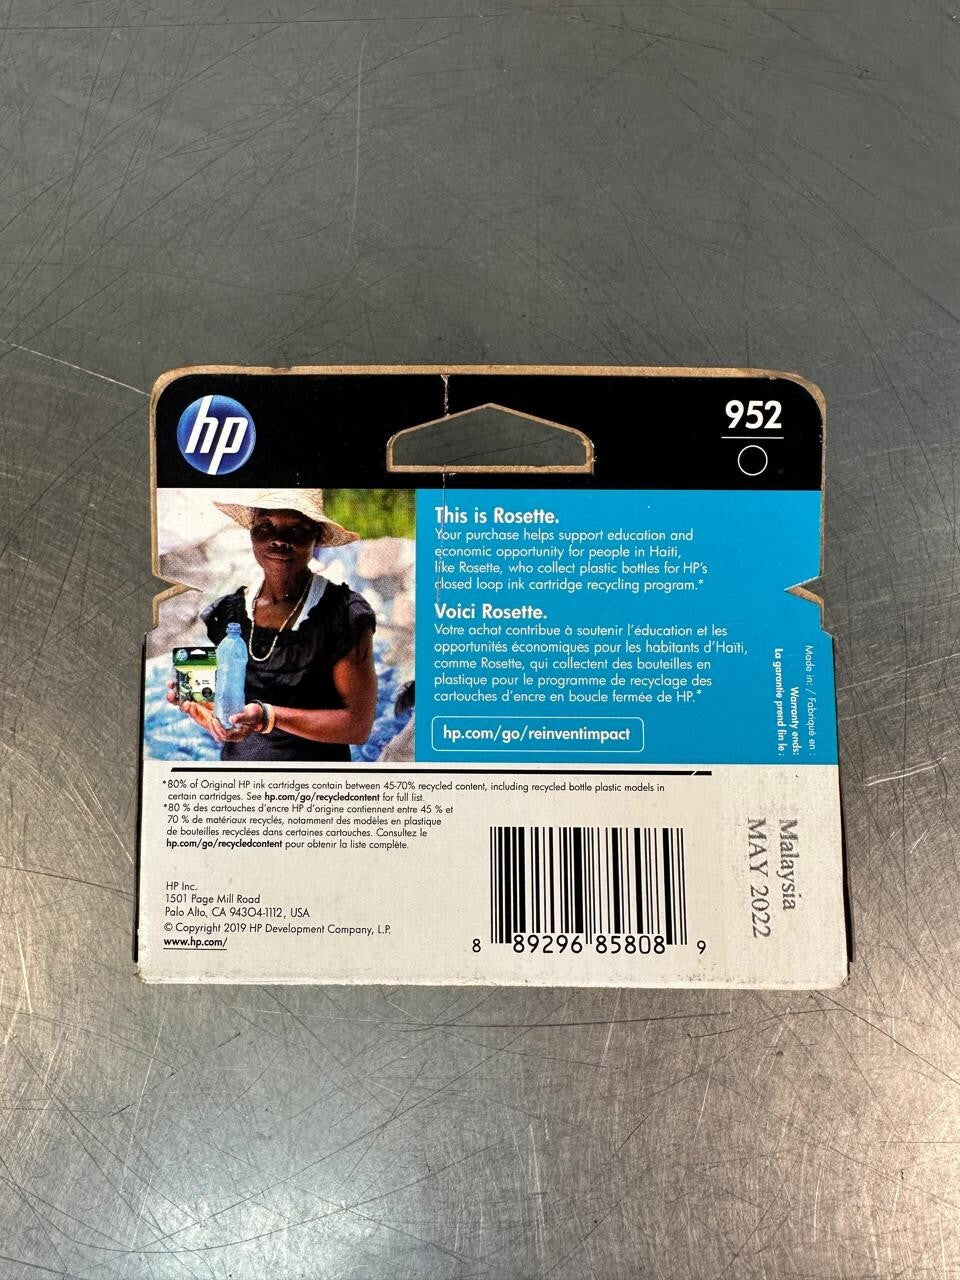 hp
952
This is Rosette.
Your purchase helps support education and
economic opportunity for people in Haiti,
like Rosette, who collect plastic bottles for HP's
closed loop ink cartridge recycling program.*
Voici Rosette.
Votre achat contribue à soutenir l'éducation et les
opportunités économiques pour les habitants d'Haïti,
comme Rosette, qui collectent des bouteilles en
plastique pour le programme de recyclage des
cartouches d'encre en boucle fermée de HP.*
hp.com/go/reinventimpact
Made in: / Fabriqué en :
Warranty ends:
La garantie prend fin le :
Malaysia
MAY 2022
*80% of Original HP ink cartridges contain between 45-70% recycled content, including recycled bottle plastic models in
certain cartridges. See hp.com/go/recycledcontent for full list.
*80 % des cartouches d'encre HP d'origine contiennent entre 45 % et
70 % de matériaux recyclés, notamment des modèles en plastique
de bouteilles recyclées dans certaines cartouches. Consultez le
hp.com/go/recycledcontent pour obtenir la liste complète.
HP Inc.
1501 Page Mill Road
Palo Alto, CA 94304-1112, USA
© Copyright 2019 HP Development Company, L.P.
www.hp.com/
8 89296 85808 9